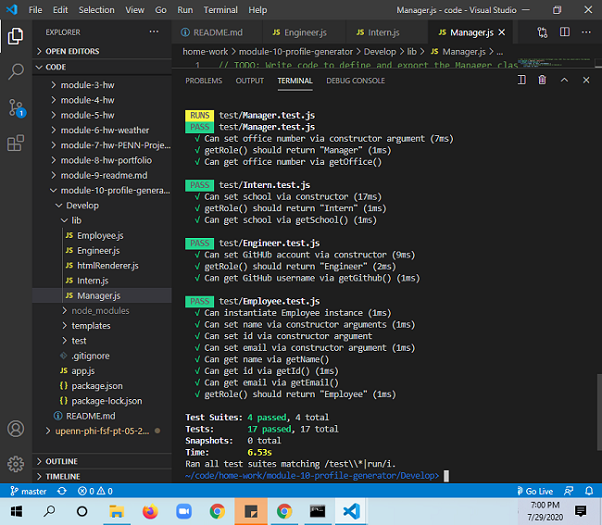 File Edit Selection View Go Run Terminal Help Manager.js - code - Visual Studio ...
EXPLORER
README.md Engineer.js Intern.js Manager.js
home-work > module-10-profile-generator > Develop > lib > Manager.js > ...
1 // TODO: Write code to define and export the Manager clas
OPEN EDITORS
CODE
module-3-hw
module-4-hw
module-5-hw
module-6-hw-weather
module-7-hw-PENN-Proje...
module-8-hw-portfolio
module-9-readme.md
module-10-profile-genera...
Develop
lib
Employee.js
Engineer.js
htmlRenderer.js
Intern.js
Manager.js
node_modules
templates
test
.gitignore
app.js
package.json
package-lock.json
README.md
upenn-phi-fsf-pt-05-2...
OUTLINE
TIMELINE
PROBLEMS OUTPUT TERMINAL DEBUG CONSOLE
RUNS test/Manager.test.js
PASS test/Manager.test.js
√ Can set office number via constructor argument (7ms)
√ getRole() should return "Manager" (1ms)
√ Can get office number via getOffice()
PASS test/Intern.test.js
√ Can set school via constructor (17ms)
√ getRole() should return "Intern" (1ms)
√ Can get school via getSchool() (1ms)
PASS test/Engineer.test.js
√ Can set GitHUb account via constructor (9ms)
√ getRole() should return "Engineer" (2ms)
√ Can get GitHub username via getGithub() (1ms)
PASS test/Employee.test.js
√ Can instantiate Employee instance (1ms)
√ Can set name via constructor arguments (1ms)
√ Can set id via constructor argument
√ Can set email via constructor argument (1ms)
√ Can get name via getName()
√ Can get id via getId() (1ms)
√ Can get email via getEmail()
√ getRole() should return "Employee" (1ms)
Test Suites: 4 passed, 4 total
Tests: 17 passed, 17 total
Snapshots: 0 total
Time: 6.53s
Ran all test suites matching /test\\*|run/i.
~/code/home-work/module-10-profile-generator/Develop>
master 0 0 Go Live
7:00 PM
7/29/2020